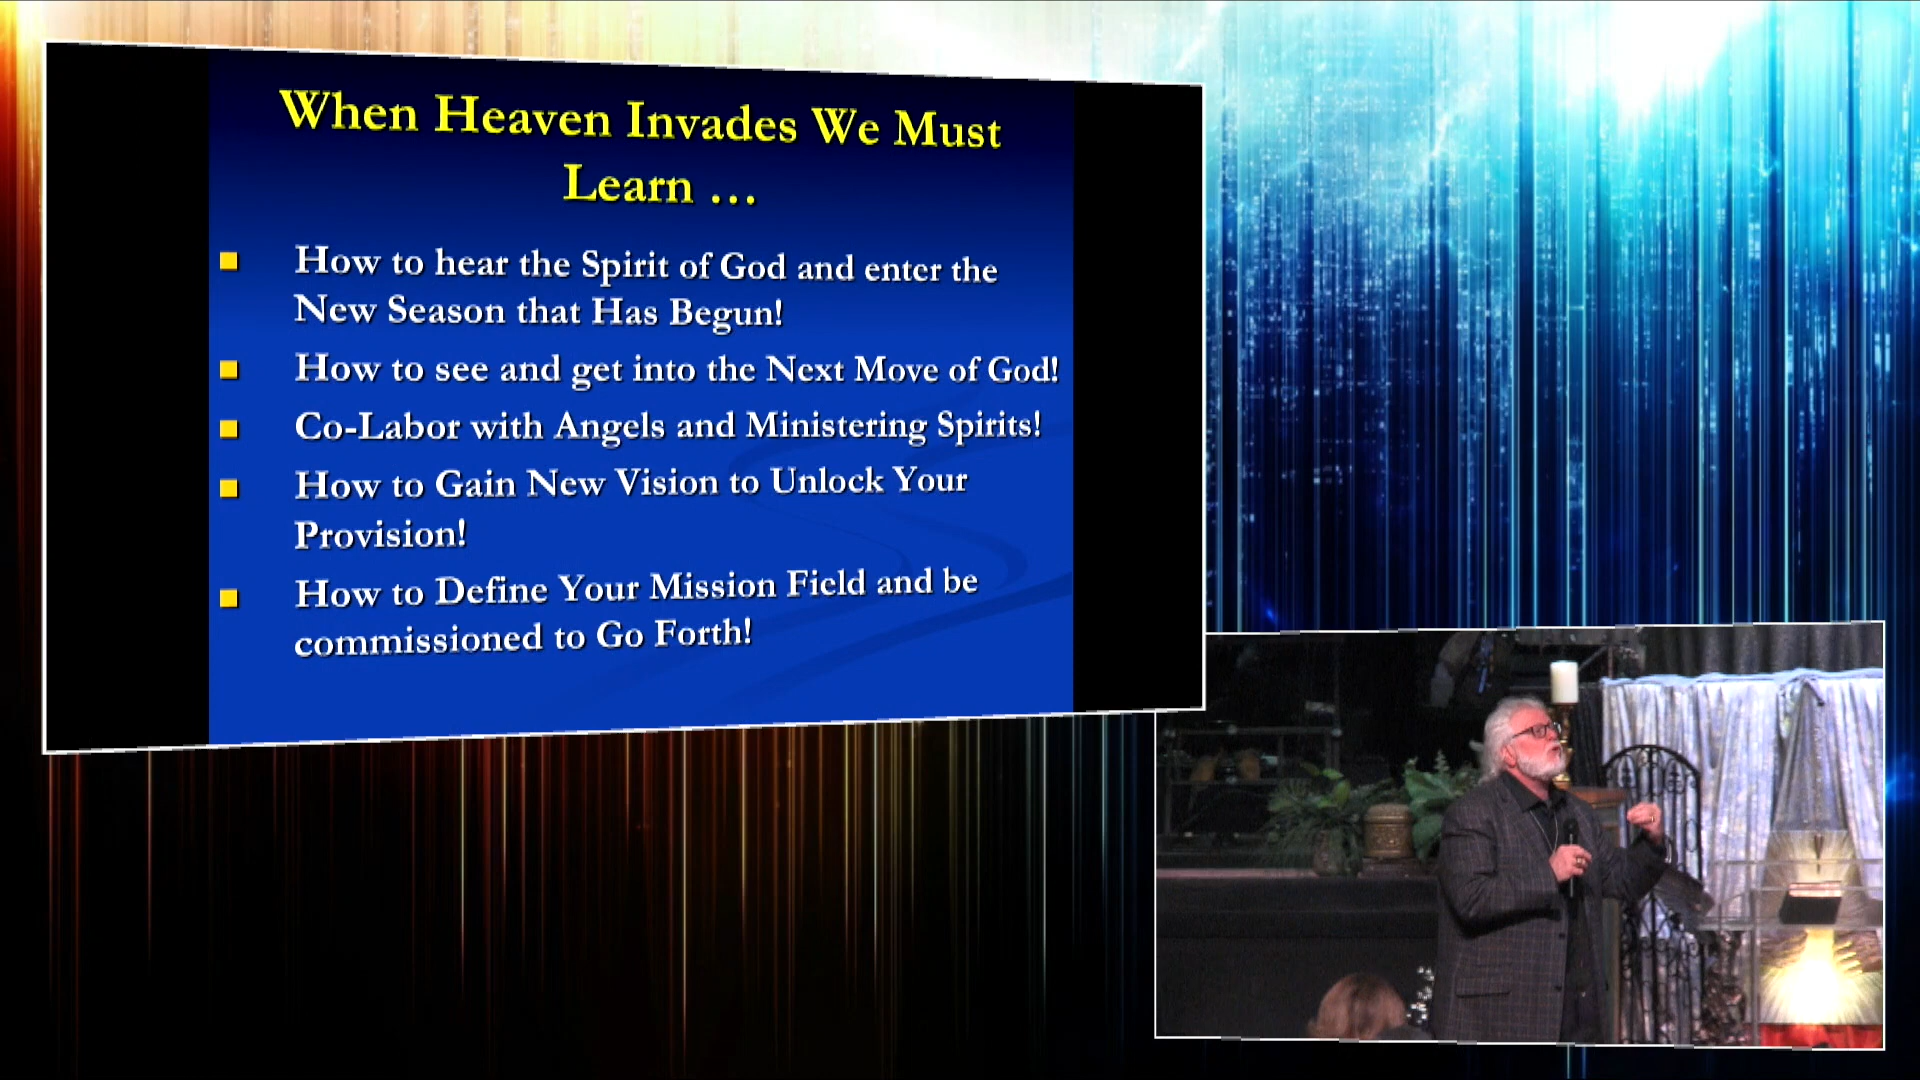 When Heaven Invades We Must
Learn …
How to hear the Spirit of God and enter the
New Season that Has Begun!
How to see and get into the Next Move of God!
Co-Labor with Angels and Ministering Spirits!
How to Gain New Vision to Unlock Your
Provision!
How to Define Your Mission Field and be
commissioned to Go Forth!